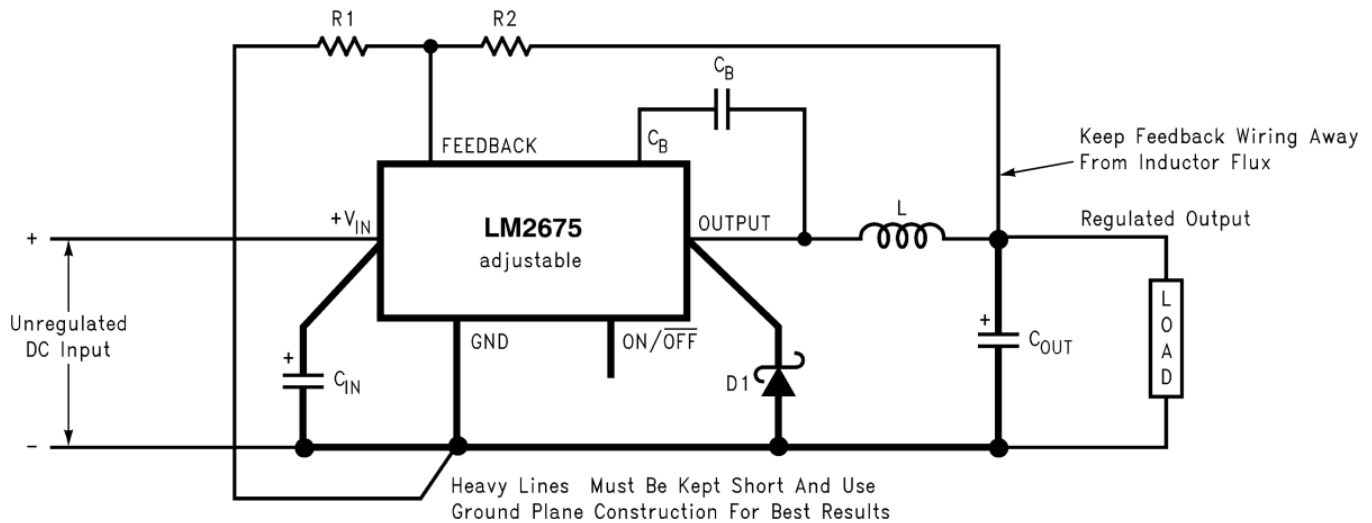 R1
R2
C_B
FEEDBACK
C_B
Keep Feedback Wiring Away
From Inductor Flux
+V_IN
LM2675
adjustable
OUTPUT
L
Regulated Output
+
-
Unregulated
DC Input
+
C_IN
GND
ON/O̅F̅F̅
D1
+
C_OUT
LOAD
Heavy Lines Must Be Kept Short And Use
Ground Plane Construction For Best Results